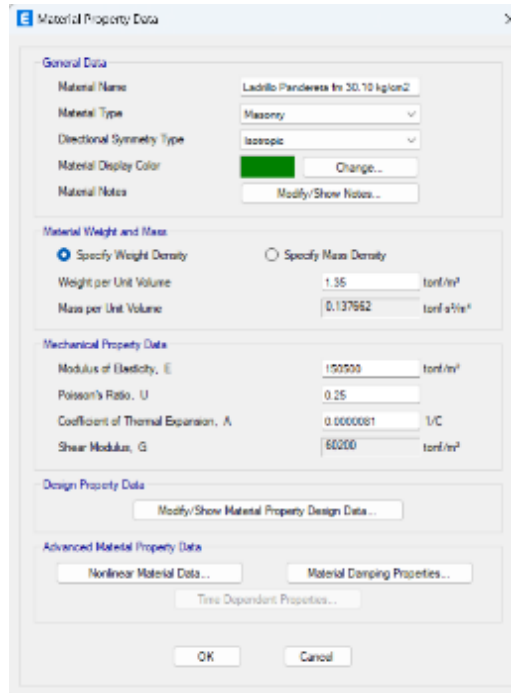 E Material Property Data
General Data
Material Name Ladrillo Pandereta fm 30.10 kg/cm2
Material Type Masonry
Directional Symmetry Type Isotropic
Material Display Color Change...
Material Notes Modify/Show Notes...
Material Weight and Mass
Specify Weight Density Specify Mass Density
Weight per Unit Volume 1.35 tonf/m³
Mass per Unit Volume 0.137662 tonf-s²/m⁴
Mechanical Property Data
Modulus of Elasticity, E 150500 tonf/m²
Poisson's Ratio, U 0.25
Coefficient of Thermal Expansion, A 0.0000081 1/C
Shear Modulus, G 60200 tonf/m²
Design Property Data
Modify/Show Material Property Design Data...
Advanced Material Property Data
Nonlinear Material Data... Material Damping Properties...
Time Dependent Properties...
OK Cancel